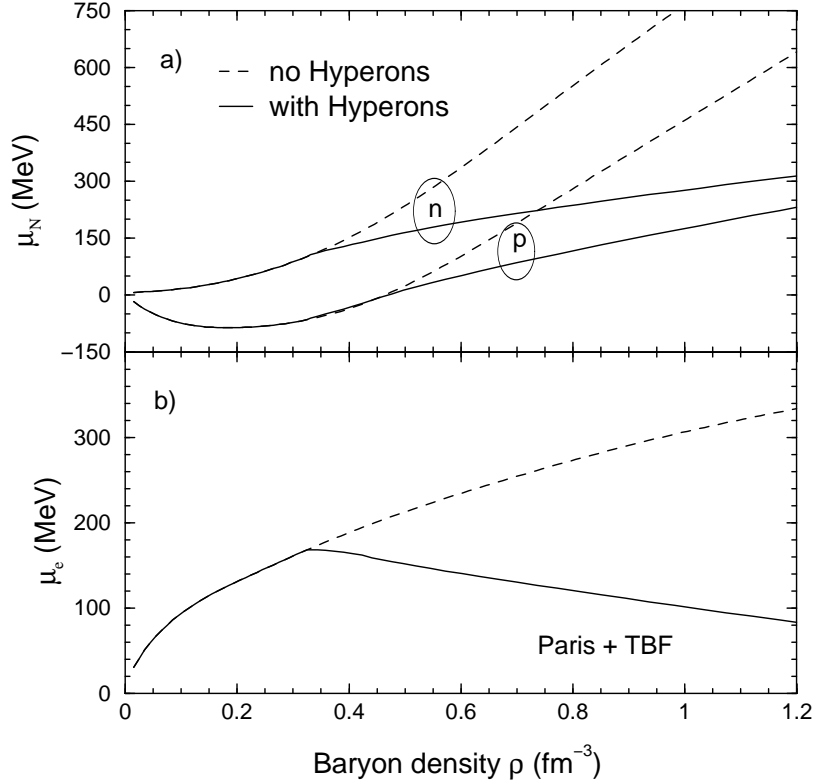 750
600
450
300
150
0
−150
μN (MeV)
a)
no Hyperons
with Hyperons
n
p
300
200
100
0
μe (MeV)
b)
Paris + TBF
0 0.2 0.4 0.6 0.8 1 1.2
Baryon density ρ (fm−3)